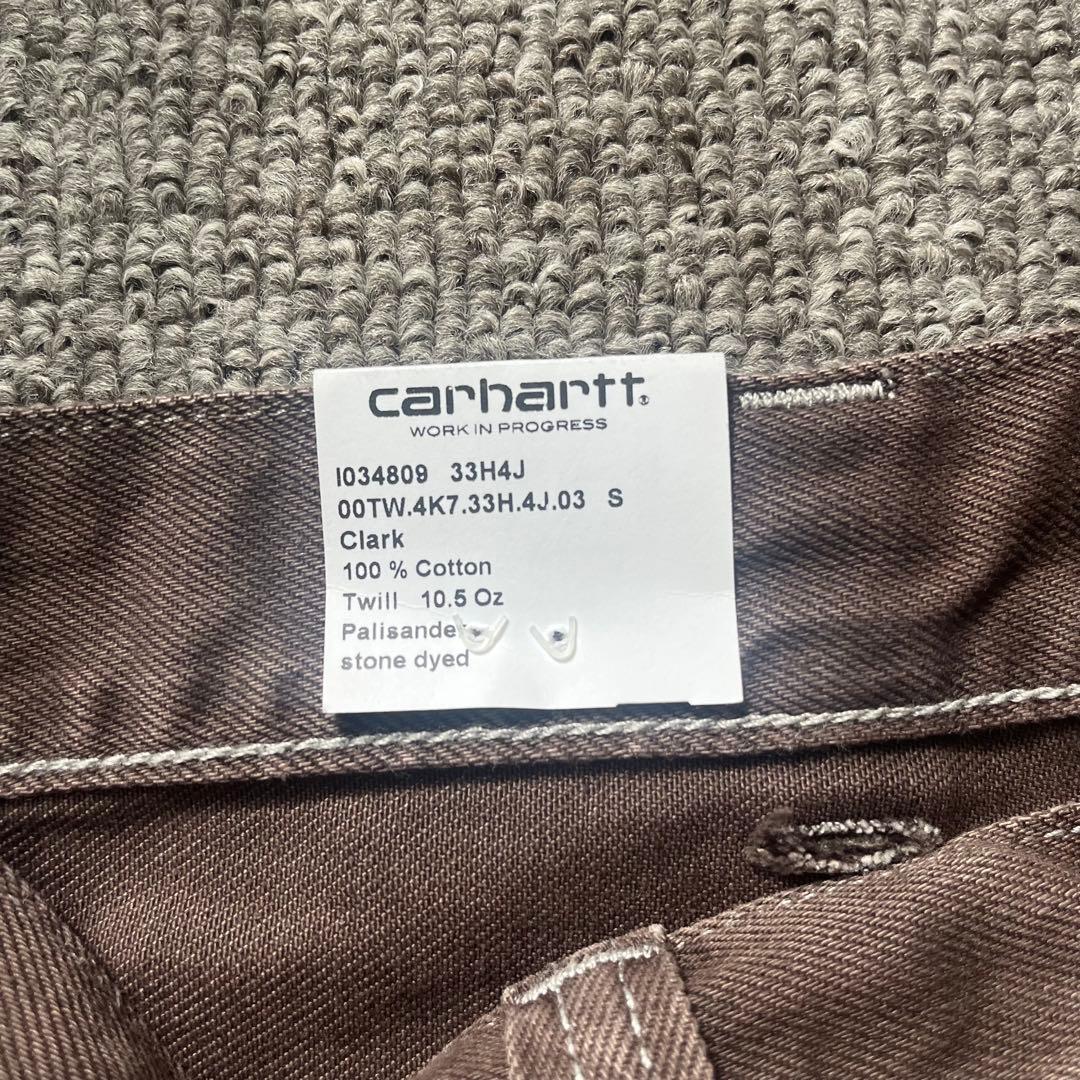 carhartt.
WORK IN PROGRESS
I034809 33H4J
00TW.4K7.33H.4J.03 S
Clark
100 % Cotton
Twill 10.5 Oz
Palisander
stone dyed